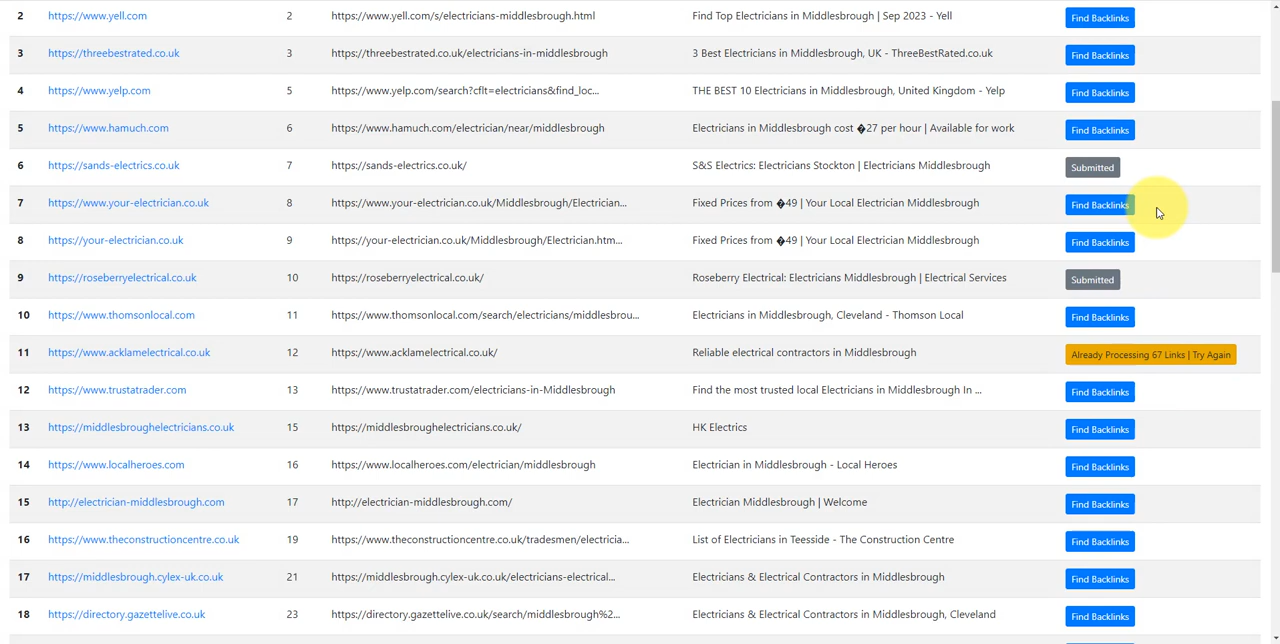 2 https://www.yell.com 2 https://www.yell.com/s/electricians-middlesbrough.html Find Top Electricians in Middlesbrough | Sep 2023 - Yell Find Backlinks
3 https://threebestrated.co.uk 3 https://threebestrated.co.uk/electricians-in-middlesbrough 3 Best Electricians in Middlesbrough, UK - ThreeBestRated.co.uk Find Backlinks
4 https://www.yelp.com 5 https://www.yelp.com/search?cflt=electricians&find_loc... THE BEST 10 Electricians in Middlesbrough, United Kingdom - Yelp Find Backlinks
5 https://www.hamuch.com 6 https://www.hamuch.com/electrician/near/middlesbrough Electricians in Middlesbrough cost �27 per hour | Available for work Find Backlinks
6 https://sands-electrics.co.uk 7 https://sands-electrics.co.uk/ S&S Electrics: Electricians Stockton | Electricians Middlesbrough Submitted
7 https://www.your-electrician.co.uk 8 https://www.your-electrician.co.uk/Middlesbrough/Electrician... Fixed Prices from �49 | Your Local Electrician Middlesbrough Find Backlinks
8 https://your-electrician.co.uk 9 https://your-electrician.co.uk/Middlesbrough/Electrician.htm... Fixed Prices from �49 | Your Local Electrician Middlesbrough Find Backlinks
9 https://roseberryelectrical.co.uk 10 https://roseberryelectrical.co.uk/ Roseberry Electrical: Electricians Middlesbrough | Electrical Services Submitted
10 https://www.thomsonlocal.com 11 https://www.thomsonlocal.com/search/electricians/middlesbrou... Electricians in Middlesbrough, Cleveland - Thomson Local Find Backlinks
11 https://www.acklamelectrical.co.uk 12 https://www.acklamelectrical.co.uk/ Reliable electrical contractors in Middlesbrough Already Processing 67 Links | Try Again
12 https://www.trustatrader.com 13 https://www.trustatrader.com/electricians-in-Middlesbrough Find the most trusted local Electricians in Middlesbrough In ... Find Backlinks
13 https://middlesbroughelectricians.co.uk 15 https://middlesbroughelectricians.co.uk/ HK Electrics Find Backlinks
14 https://www.localheroes.com 16 https://www.localheroes.com/electrician/middlesbrough Electrician in Middlesbrough - Local Heroes Find Backlinks
15 http://electrician-middlesbrough.com 17 http://electrician-middlesbrough.com/ Electrician Middlesbrough | Welcome Find Backlinks
16 https://www.theconstructioncentre.co.uk 19 https://www.theconstructioncentre.co.uk/tradesmen/electricia... List of Electricians in Teesside - The Construction Centre Find Backlinks
17 https://middlesbrough.cylex-uk.co.uk 21 https://middlesbrough.cylex-uk.co.uk/electricians-electrical... Electricians & Electrical Contractors in Middlesbrough Find Backlinks
18 https://directory.gazettelive.co.uk 23 https://directory.gazettelive.co.uk/search/middlesbrough%2... Electricians & Electrical Contractors in Middlesbrough, Cleveland Find Backlinks